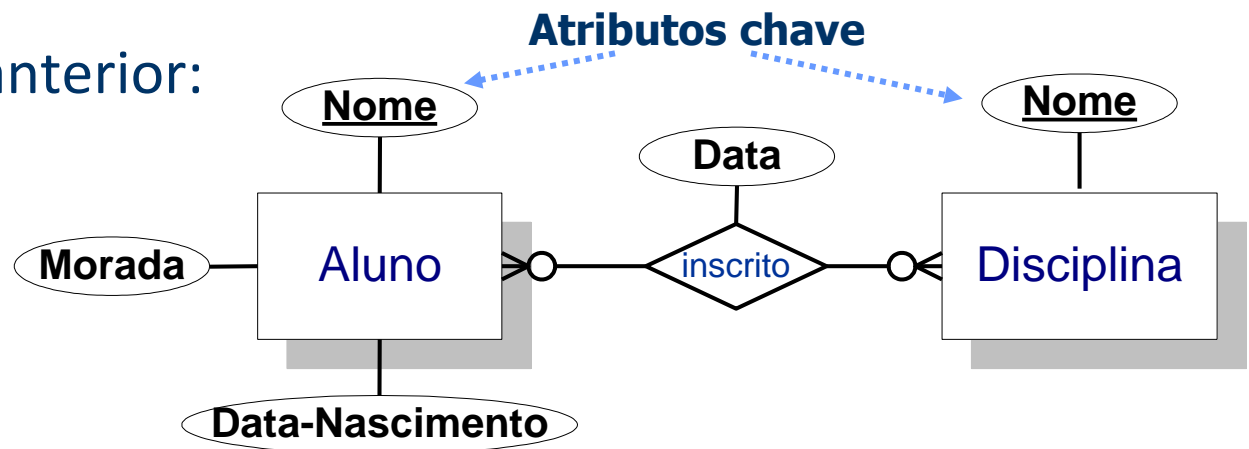 Atributos chave
anterior:
Nome
Nome
Data
Morada
Aluno
inscrito
Disciplina
Data-Nascimento